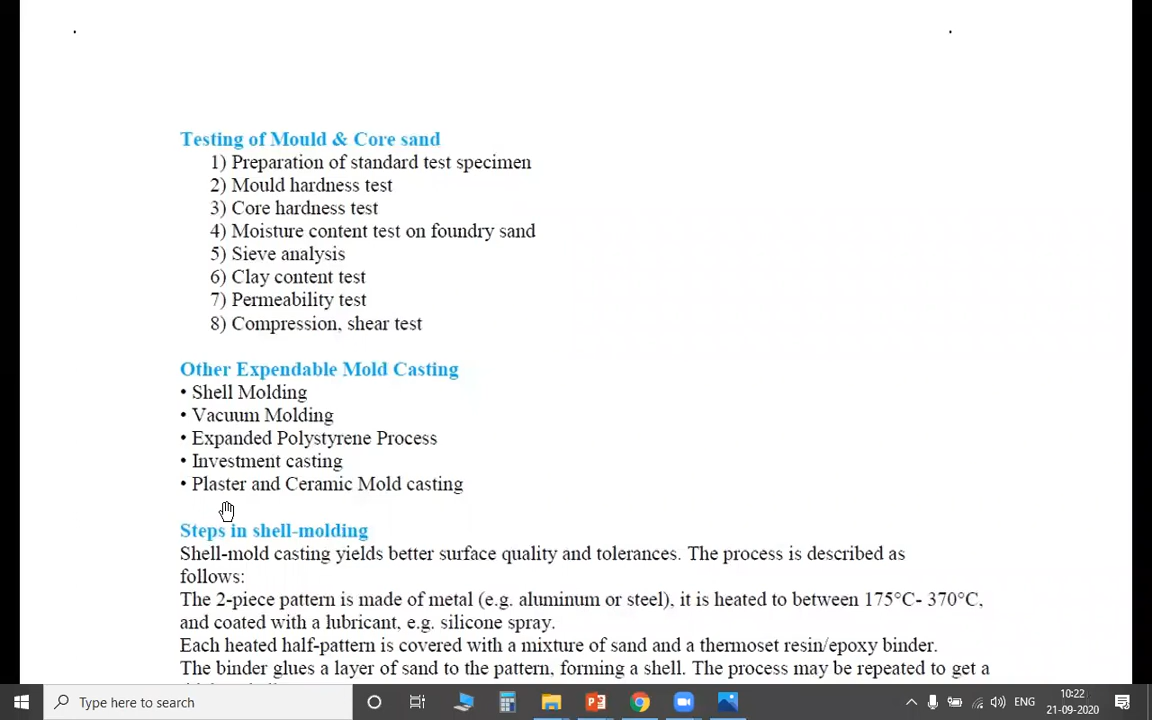 Testing of Mould & Core sand
1) Preparation of standard test specimen
2) Mould hardness test
3) Core hardness test
4) Moisture content test on foundry sand
5) Sieve analysis
6) Clay content test
7) Permeability test
8) Compression, shear test
Other Expendable Mold Casting
• Shell Molding
• Vacuum Molding
• Expanded Polystyrene Process
• Investment casting
• Plaster and Ceramic Mold casting
Steps in shell-molding
Shell-mold casting yields better surface quality and tolerances. The process is described as
follows:
The 2-piece pattern is made of metal (e.g. aluminum or steel), it is heated to between 175°C- 370°C,
and coated with a lubricant, e.g. silicone spray.
Each heated half-pattern is covered with a mixture of sand and a thermoset resin/epoxy binder.
The binder glues a layer of sand to the pattern, forming a shell. The process may be repeated to get a
Type here to search
ENG
10:22
21-09-2020